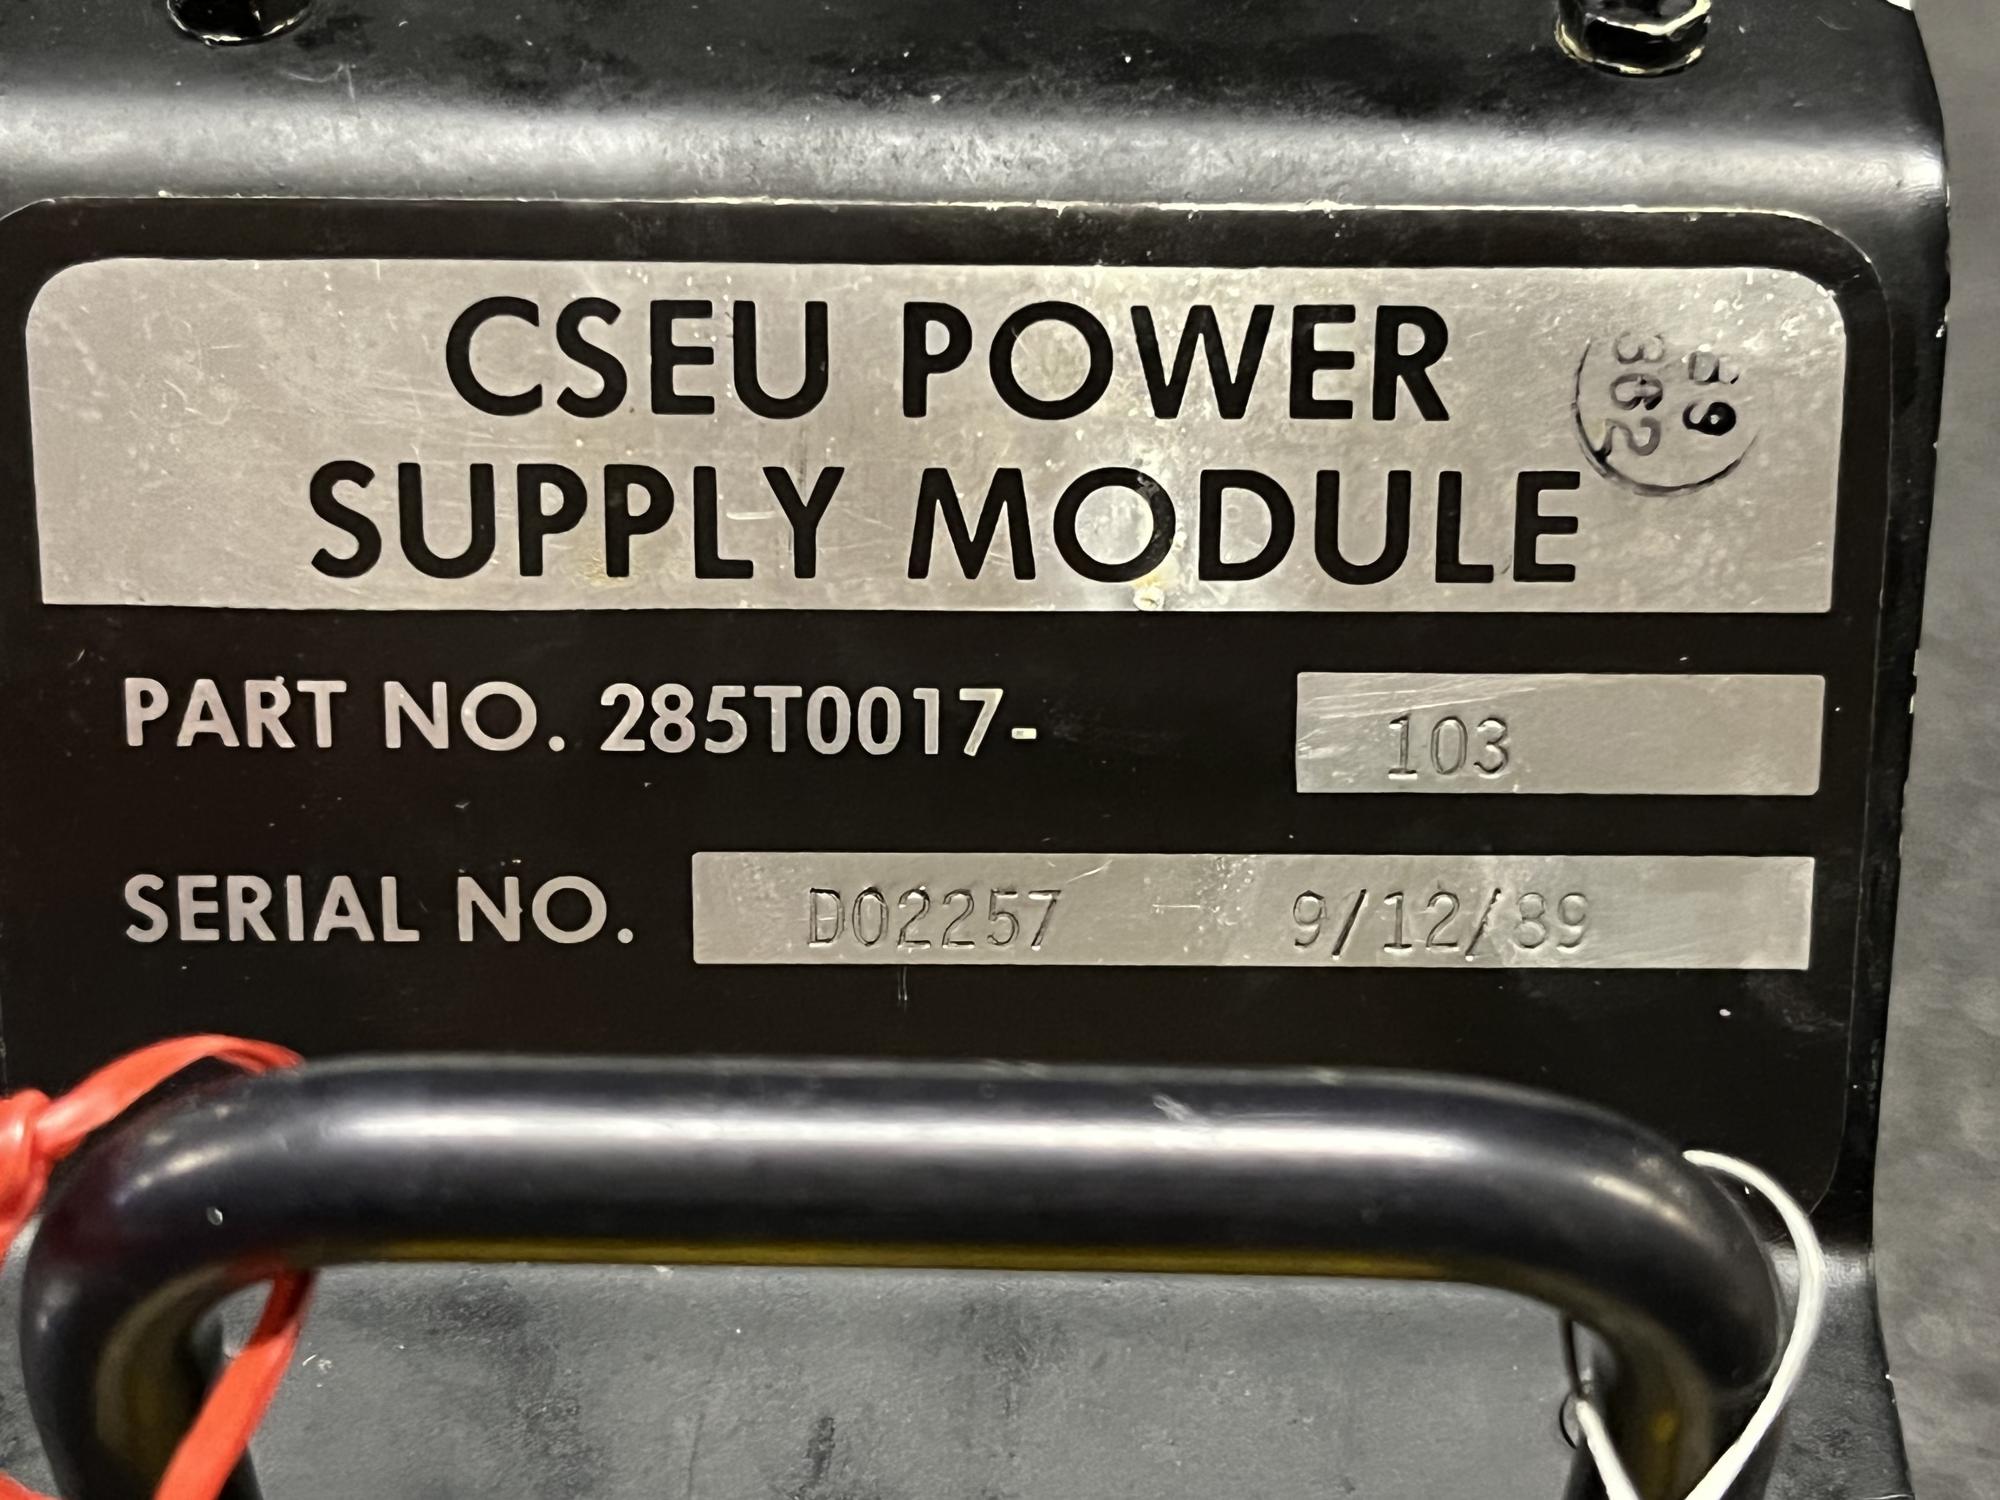 CSEU POWER
SUPPLY MODULE
PART NO. 285T0017- 103
SERIAL NO. D02257 9/12/89